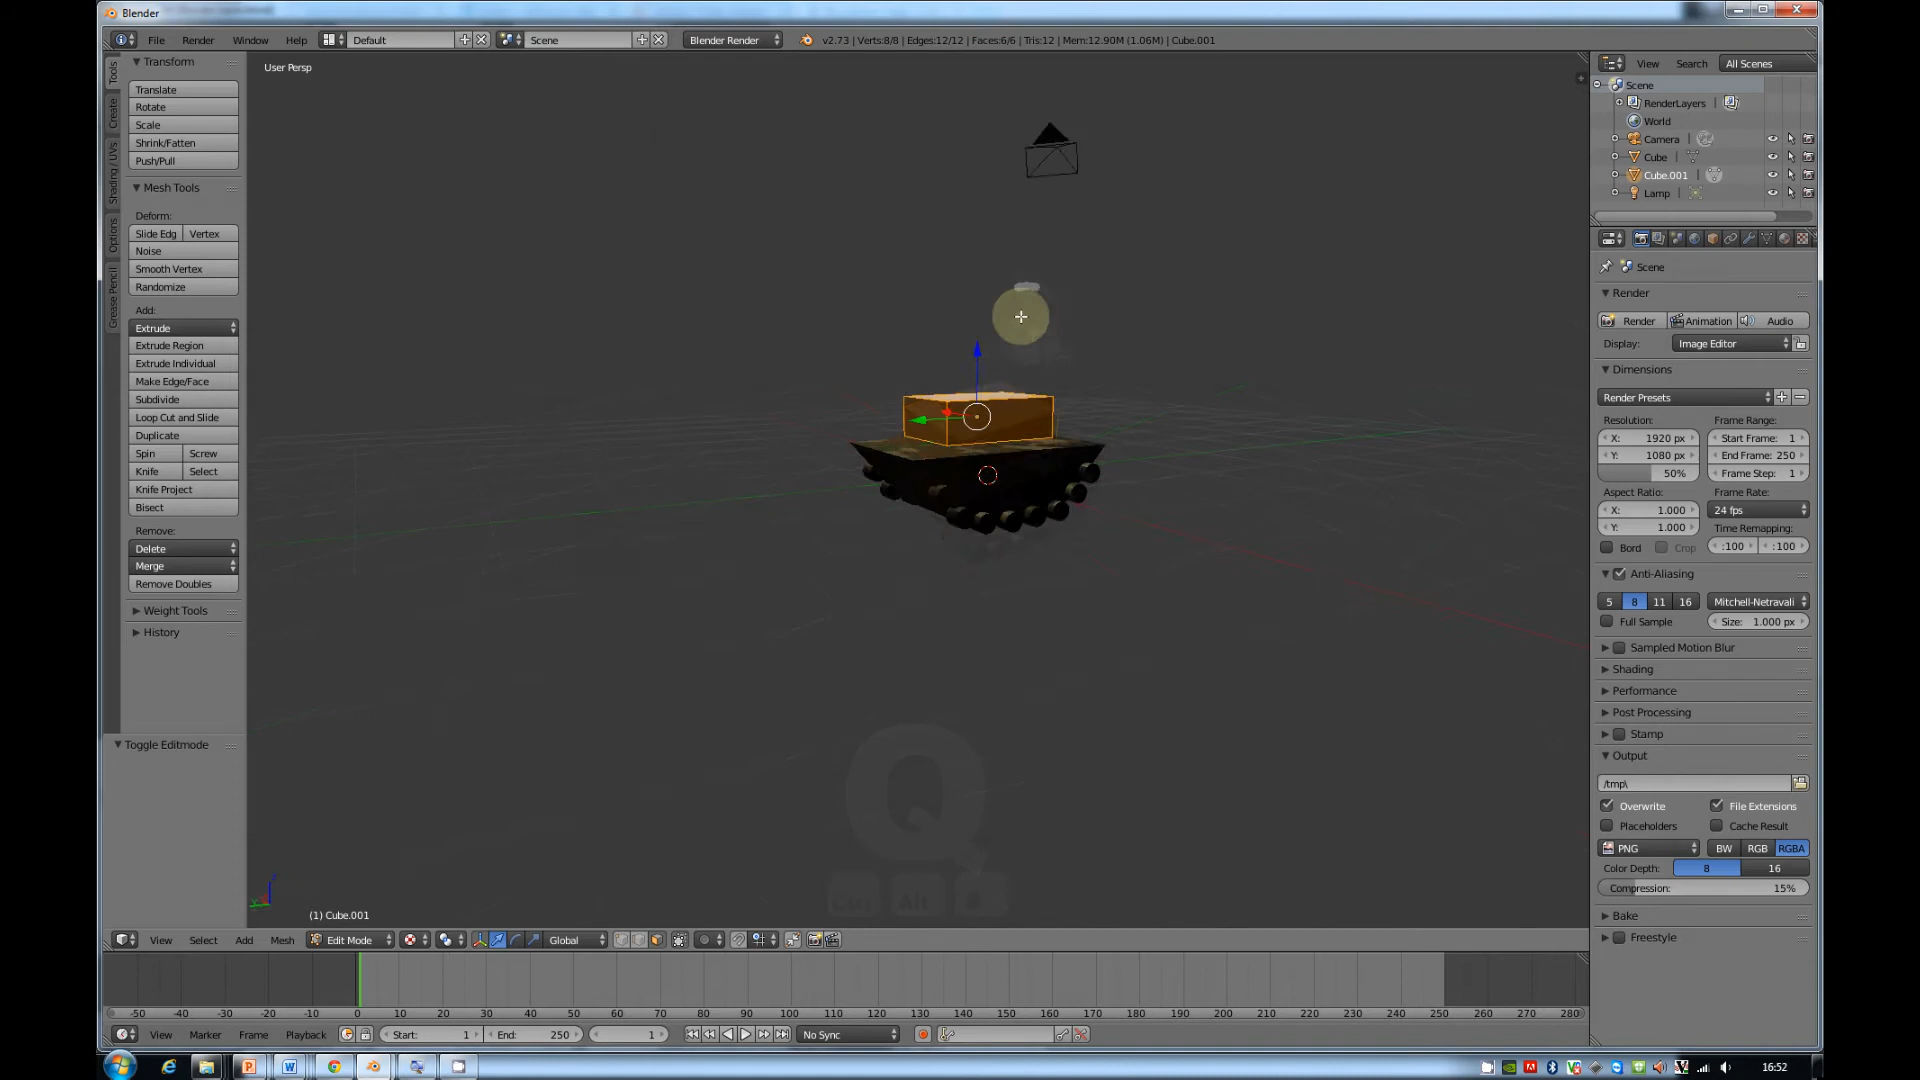 Blender
File Render Window Help Default Scene Blender Render v2.73 | Verts:8/8 | Edges:12/12 | Faces:6/6 | Tris:12 | Mem:12.90M (1.06M) | Cube.001
Tools
Create
Shading / UVs
Options
Grease Pencil
Transform
Translate
Rotate
Scale
Shrink/Fatten
Push/Pull
Mesh Tools
Deform:
Slide Edg Vertex
Noise
Smooth Vertex
Randomize
Add:
Extrude
Extrude Region
Extrude Individual
Make Edge/Face
Subdivide
Loop Cut and Slide
Duplicate
Spin Screw
Knife Select
Knife Project
Bisect
Remove:
Delete
Merge
Remove Doubles
Weight Tools
History
Toggle Editmode
User Persp
Q
Ctrl Alt
(1) Cube.001
View Select Add Mesh Edit Mode Global
-50 -40 -30 -20 -10 0 10 20 30 40 50 60 70 80 90 100 110 120 130 140 150 160 170 180 190 200 210 220 230 240 250 260 270 280
View Marker Frame Playback Start: 1 End: 250 1 No Sync
View Search All Scenes
Scene
RenderLayers
World
Camera
Cube
Cube.001
Lamp
Scene
Render
Render Animation Audio
Display: Image Editor
Dimensions
Render Presets
Resolution: Frame Range:
X: 1920 px Start Frame: 1
Y: 1080 px End Frame: 250
50% Frame Step: 1
Aspect Ratio: Frame Rate:
X: 1.000 24 fps
Y: 1.000 Time Remapping:
Bord Crop :100 :100
Anti-Aliasing
5 8 11 16 Mitchell-Netravali
Full Sample Size: 1.000 px
Sampled Motion Blur
Shading
Performance
Post Processing
Stamp
Output
/tmp\
Overwrite File Extensions
Placeholders Cache Result
PNG BW RGB RGBA
Color Depth: 8 16
Compression: 15%
Bake
Freestyle
16:52